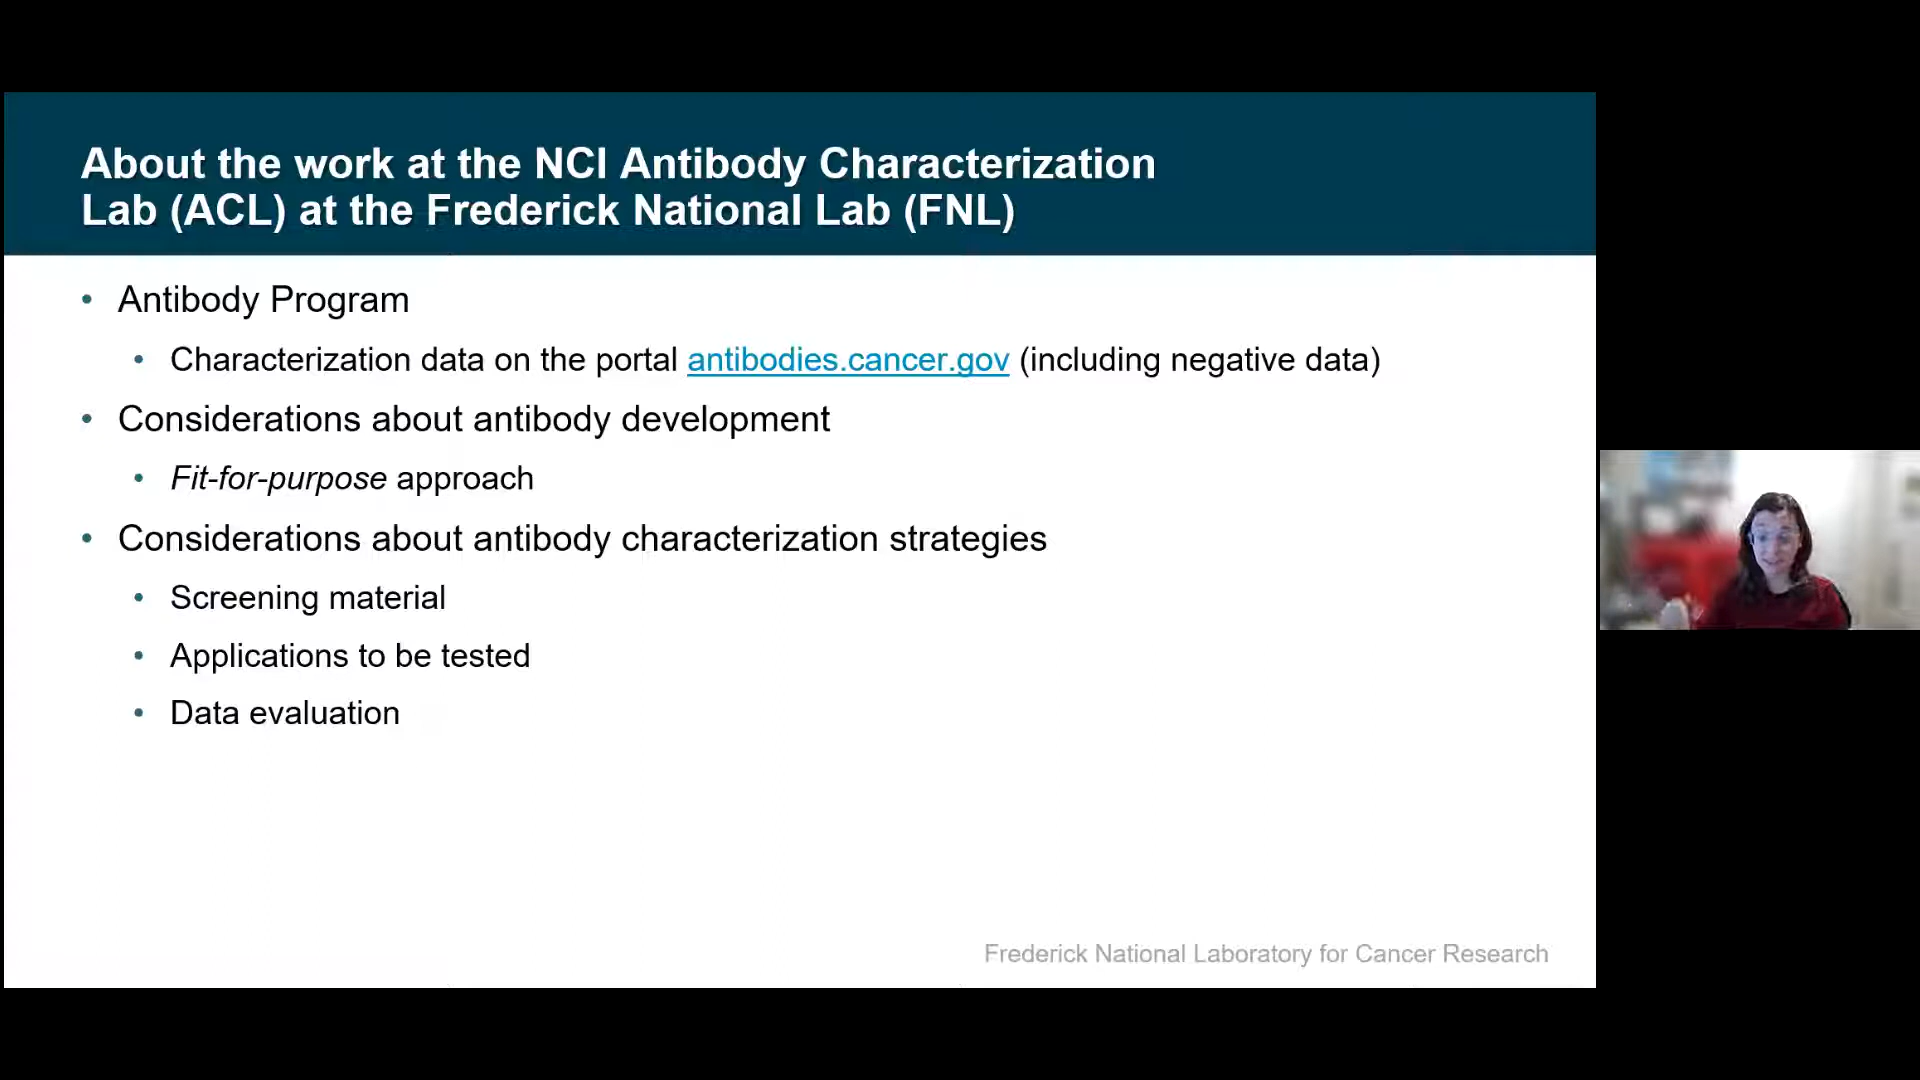 About the work at the NCI Antibody Characterization
Lab (ACL) at the Frederick National Lab (FNL)
• Antibody Program
• Characterization data on the portal antibodies.cancer.gov (including negative data)
• Considerations about antibody development
• Fit-for-purpose approach
• Considerations about antibody characterization strategies
• Screening material
• Applications to be tested
• Data evaluation
Frederick National Laboratory for Cancer Research